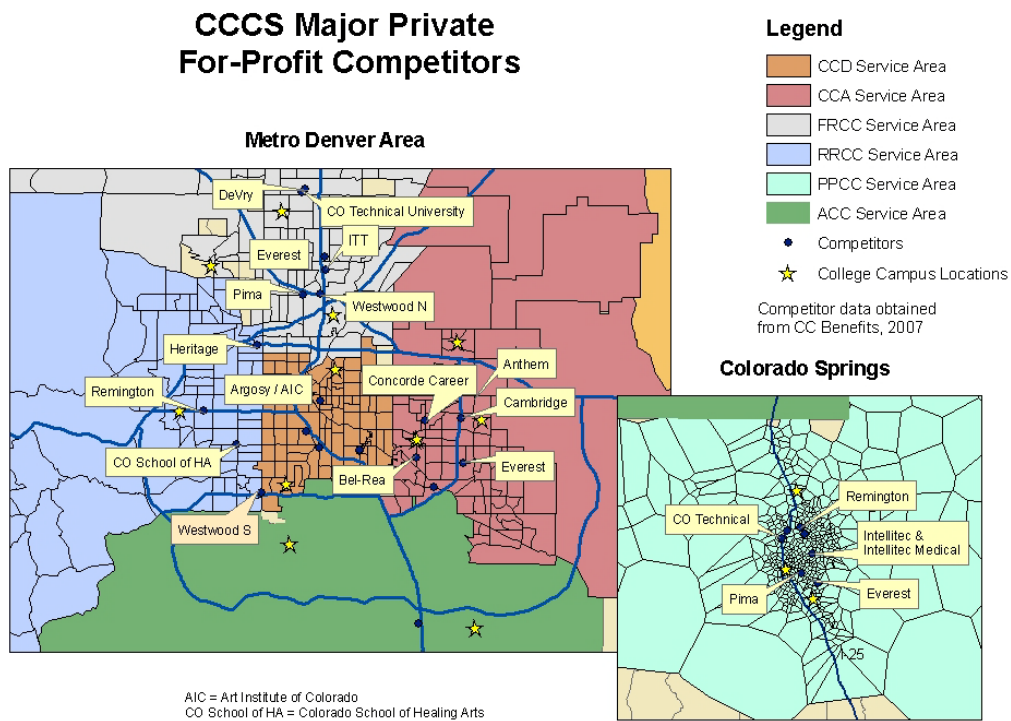 CCCS Major Private
For-Profit Competitors
Legend
CCD Service Area
CCA Service Area
FRCC Service Area
RRCC Service Area
PPCC Service Area
ACC Service Area
Competitors
College Campus Locations
Competitor data obtained
from CC Benefits, 2007
Metro Denver Area
DeVry
CO Technical University
ITT
Everest
Pima
Westwood N
Heritage
Anthem
Concorde Career
Argosy / AIC
Remington
Cambridge
CO School of HA
Bel-Rea
Everest
Westwood S
Colorado Springs
Remington
CO Technical
Intellitec &
Intellitec Medical
Pima
Everest
I-25
AIC = Art Institute of Colorado
CO School of HA = Colorado School of Healing Arts